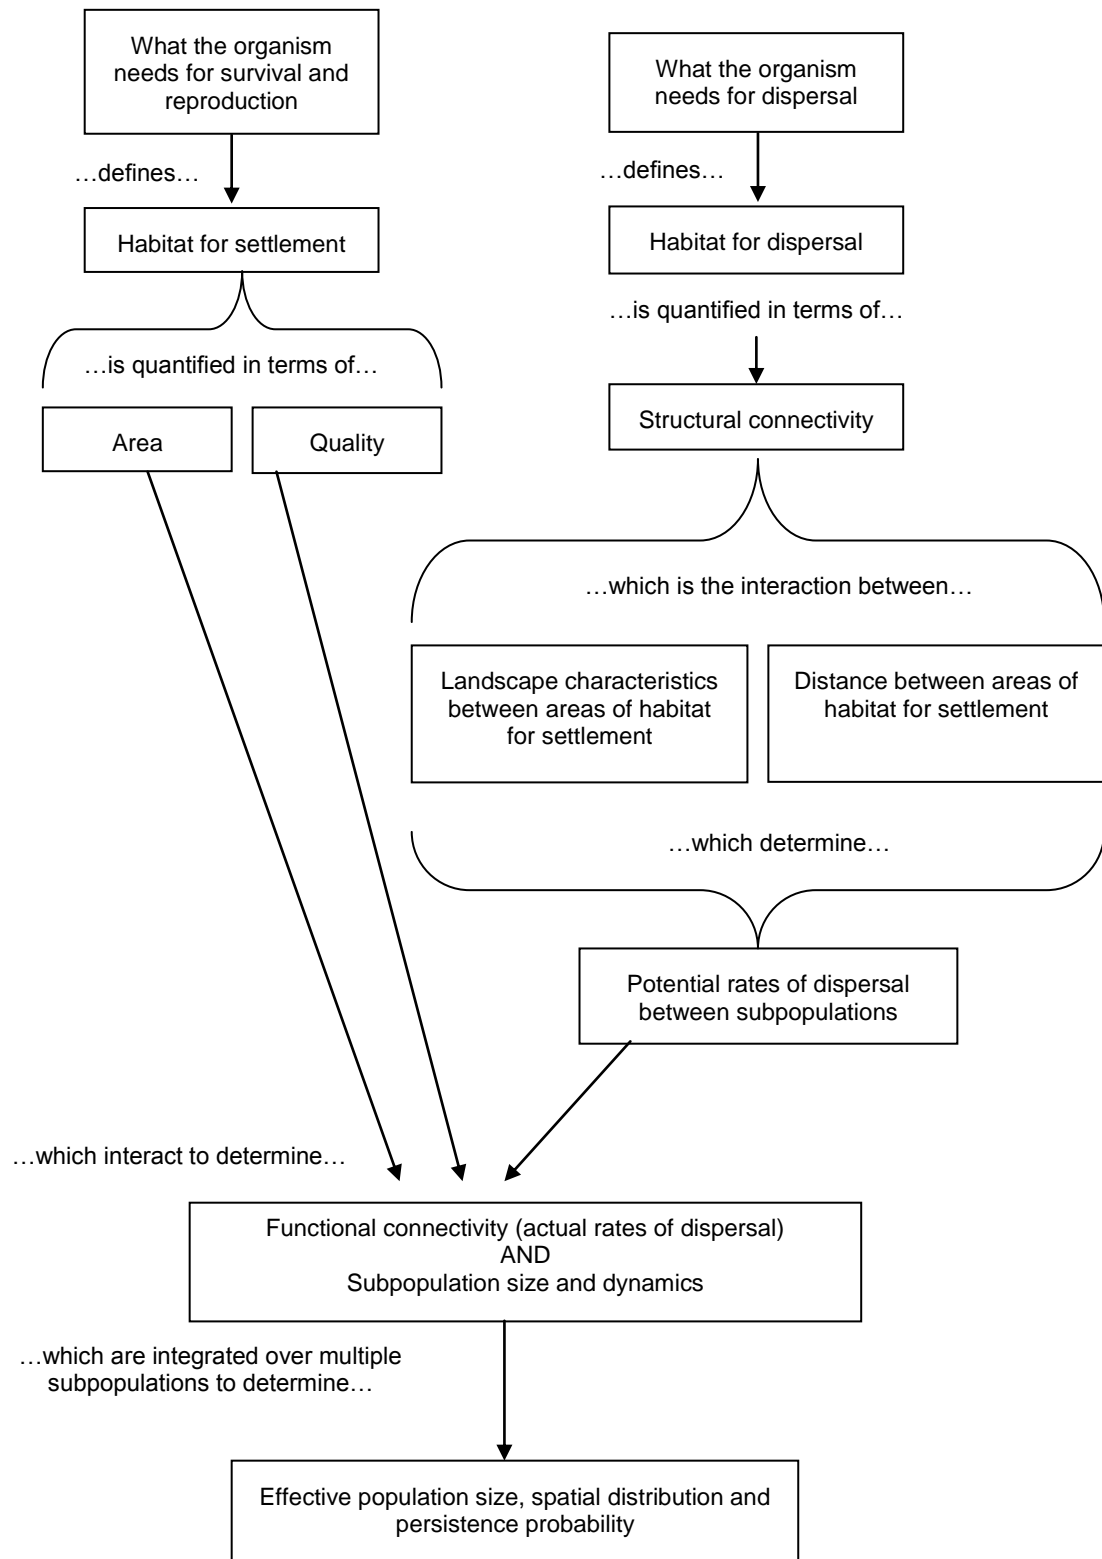 What the organism
needs for survival and
reproduction
What the organism
needs for dispersal
…defines…
…defines…
Habitat for settlement
Habitat for dispersal
…is quantified in terms of…
…is quantified in terms of…
Area
Quality
Structural connectivity
…which is the interaction between…
Landscape characteristics
between areas of habitat
for settlement
Distance between areas of
habitat for settlement
…which determine…
Potential rates of dispersal
between subpopulations
…which interact to determine…
Functional connectivity (actual rates of dispersal)
AND
Subpopulation size and dynamics
…which are integrated over multiple
subpopulations to determine…
Effective population size, spatial distribution and
persistence probability